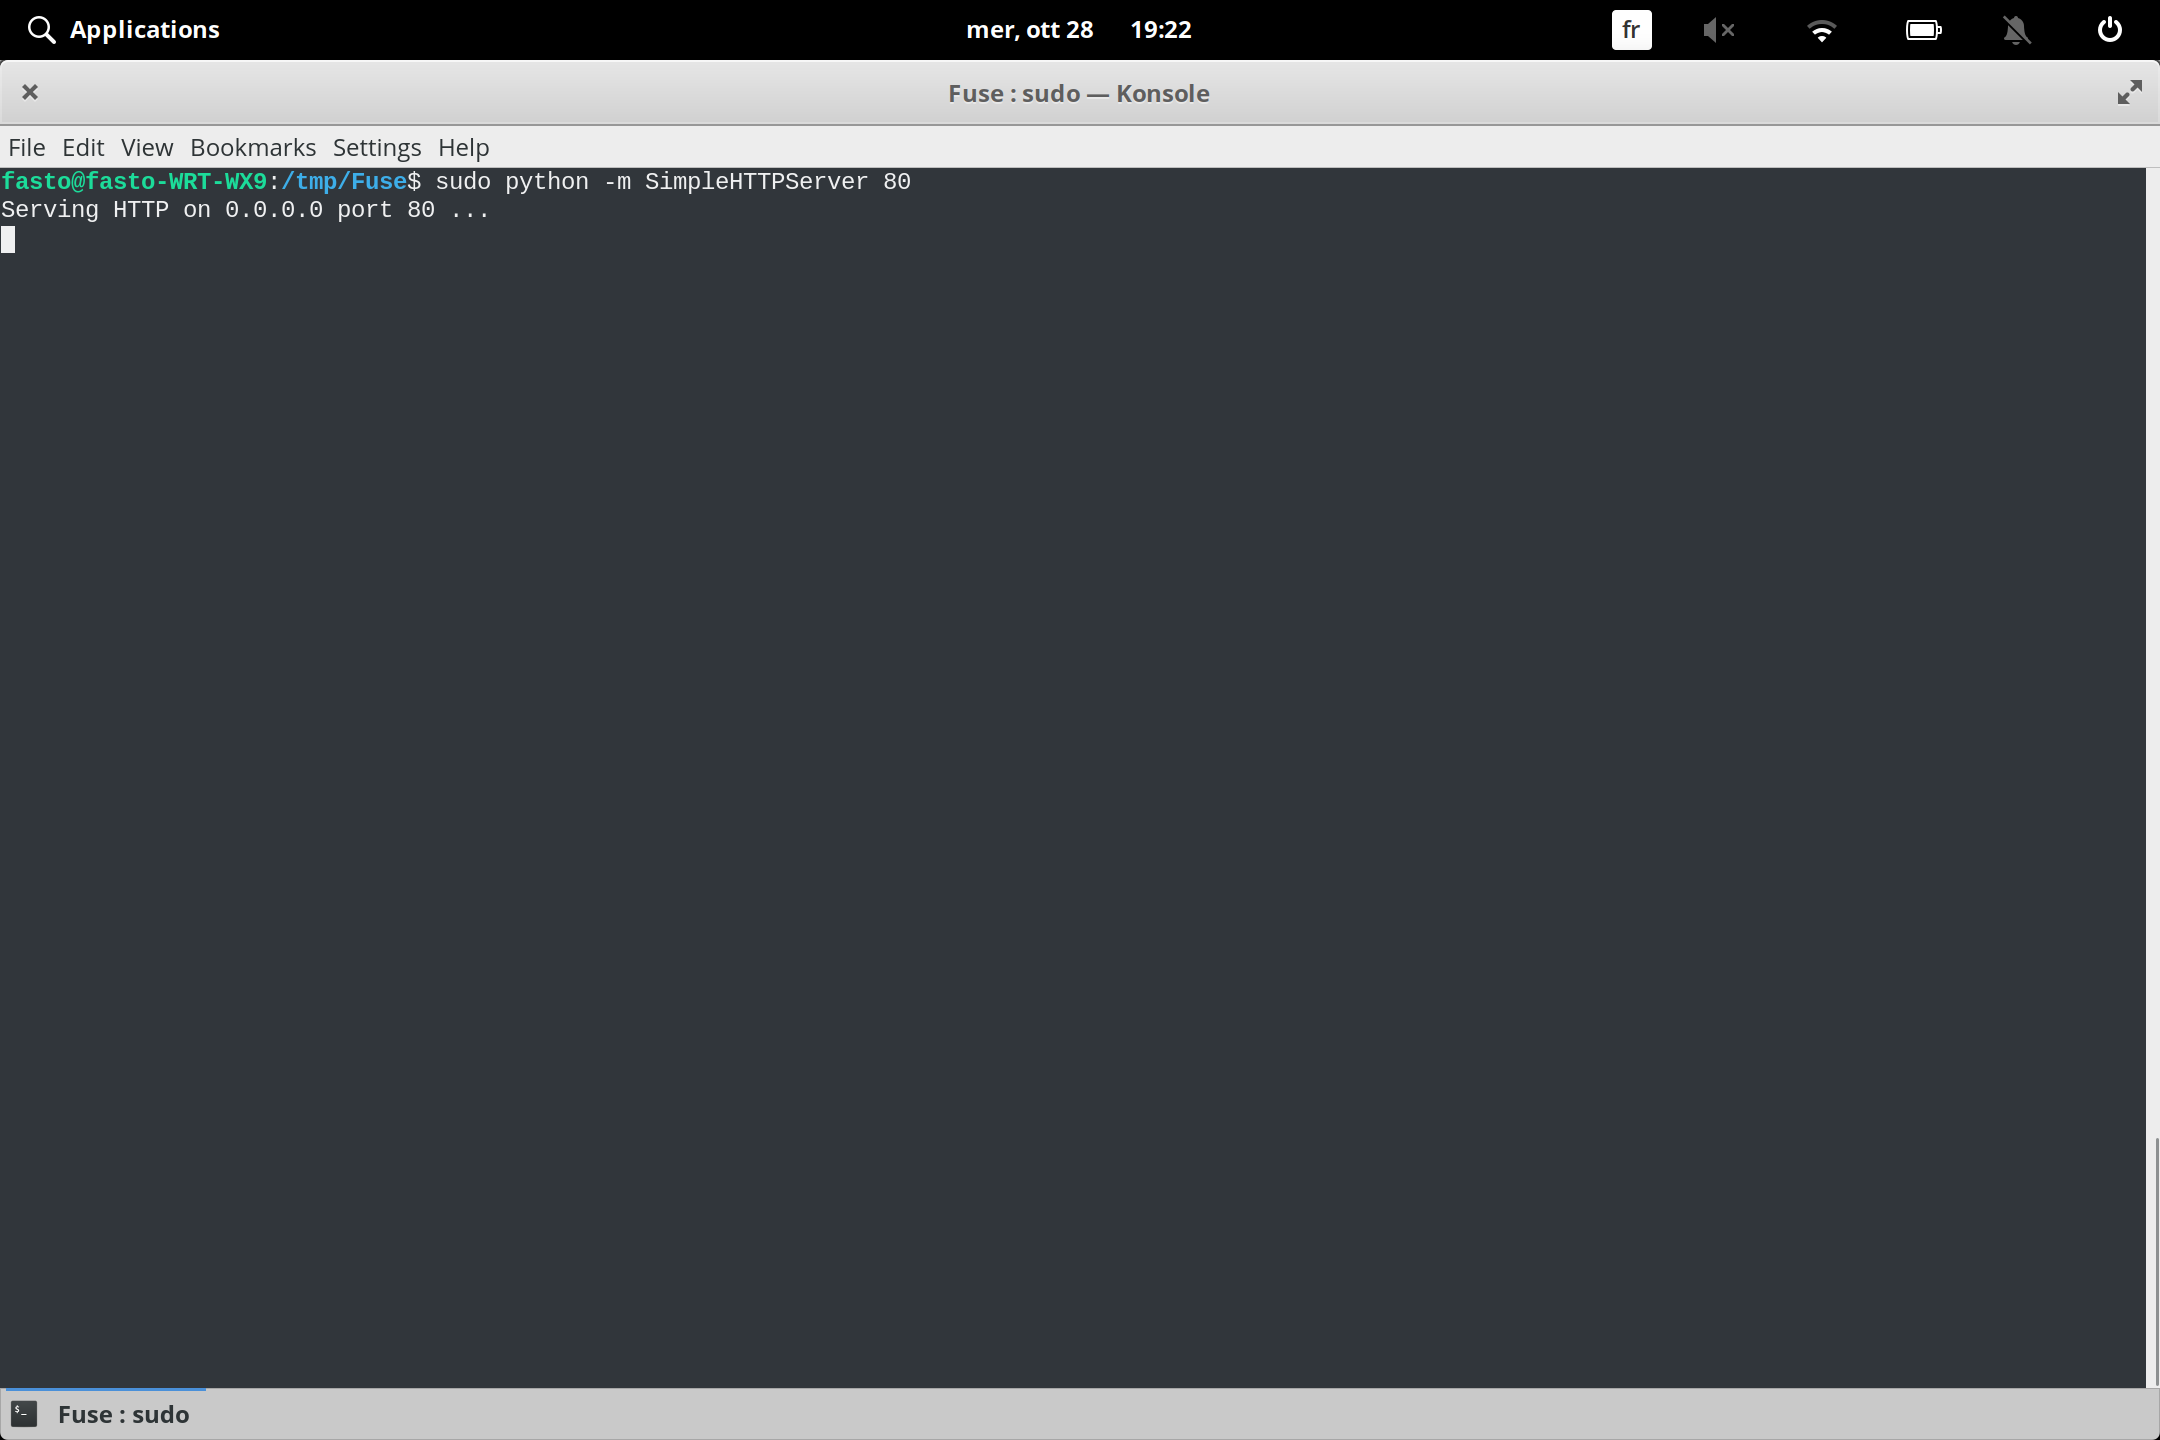 Applications mer, ott 28 19:22 fr
Fuse : sudo — Konsole
File Edit View Bookmarks Settings Help
fasto@fasto-WRT-WX9:/tmp/Fuse$ sudo python -m SimpleHTTPServer 80
Serving HTTP on 0.0.0.0 port 80 ...
$_ Fuse : sudo